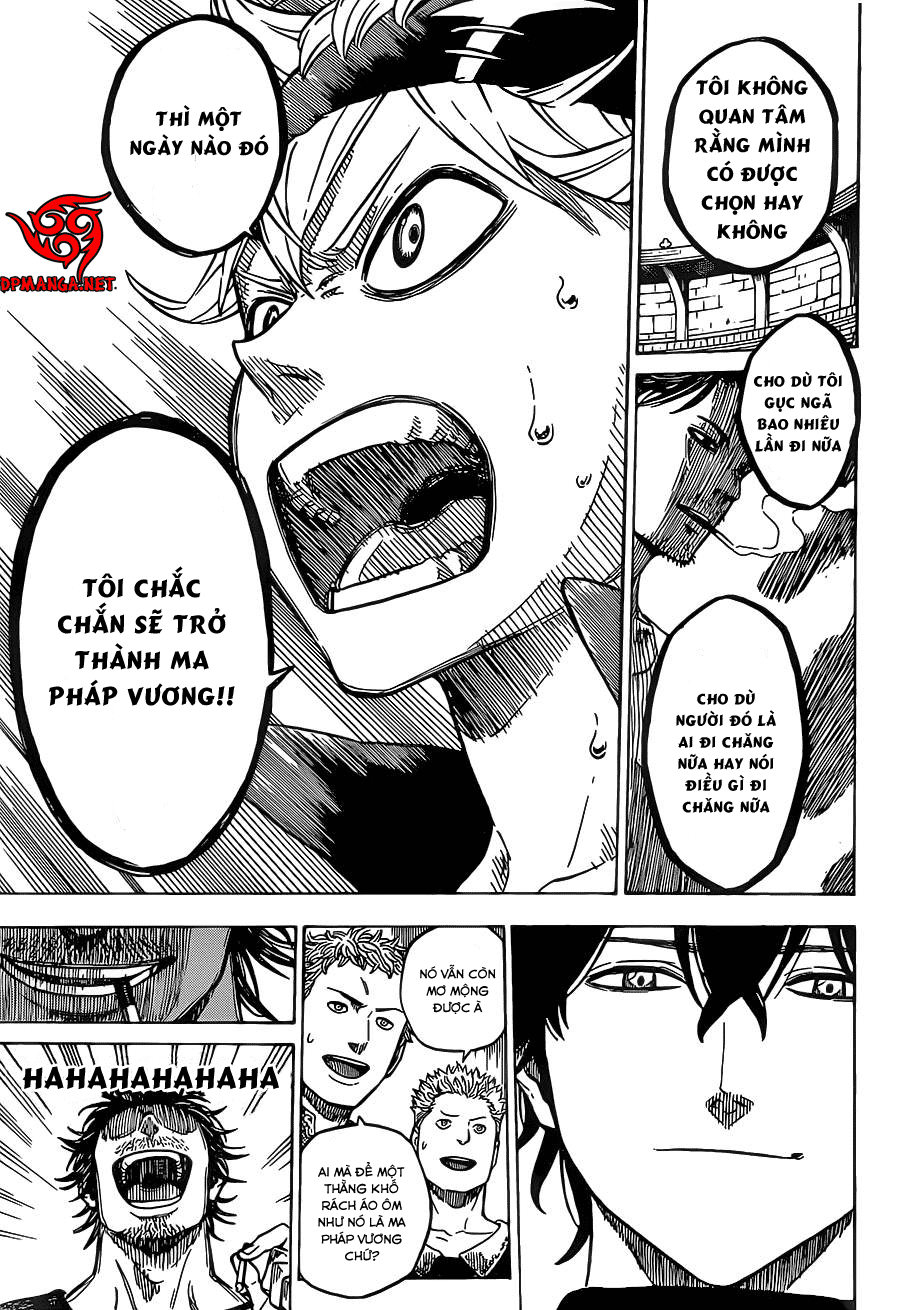 TÔI KHÔNG
QUAN TÂM
RẰNG MÌNH
CÓ ĐƯỢC
CHỌN HAY
KHÔNG
CHO DÙ TÔI
GỤC NGÃ
BAO NHIÊU
LẦN ĐI NỮA
CHO DÙ
NGƯỜI ĐÓ LÀ
AI ĐI CHĂNG
NỮA HAY NÓI
ĐIỀU GÌ ĐI
CHĂNG NỮA
THÌ MỘT
NGÀY NÀO ĐÓ
DPMANGA.NET
TÔI CHẮC
CHẮN SẼ TRỞ
THÀNH MA
PHÁP VƯƠNG!!
NÓ VẪN CÒN
MƠ MỘNG
ĐƯỢC À
AI MÀ ĐỂ MỘT
THẰNG KHỐ
RÁCH ÁO ÔM
NHƯ NÓ LÀ MA
PHÁP VƯƠNG
CHỨ?
HAHAHAHAHAHA